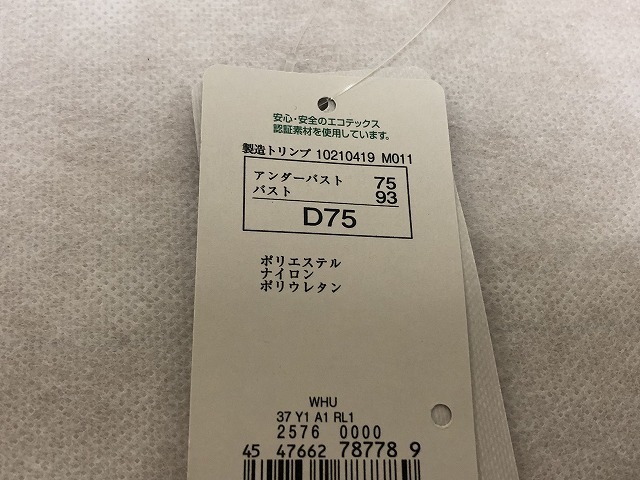 安心・安全のエコテックス
認証素材を使用しています。
製造トリンプ 10210419 M011
アンダーバスト 75
バスト 93
D75
ポリエステル
ナイロン
ポリウレタン
WHU
37 Y1 A1 RL1
2576 0000
45 47662 78778 9